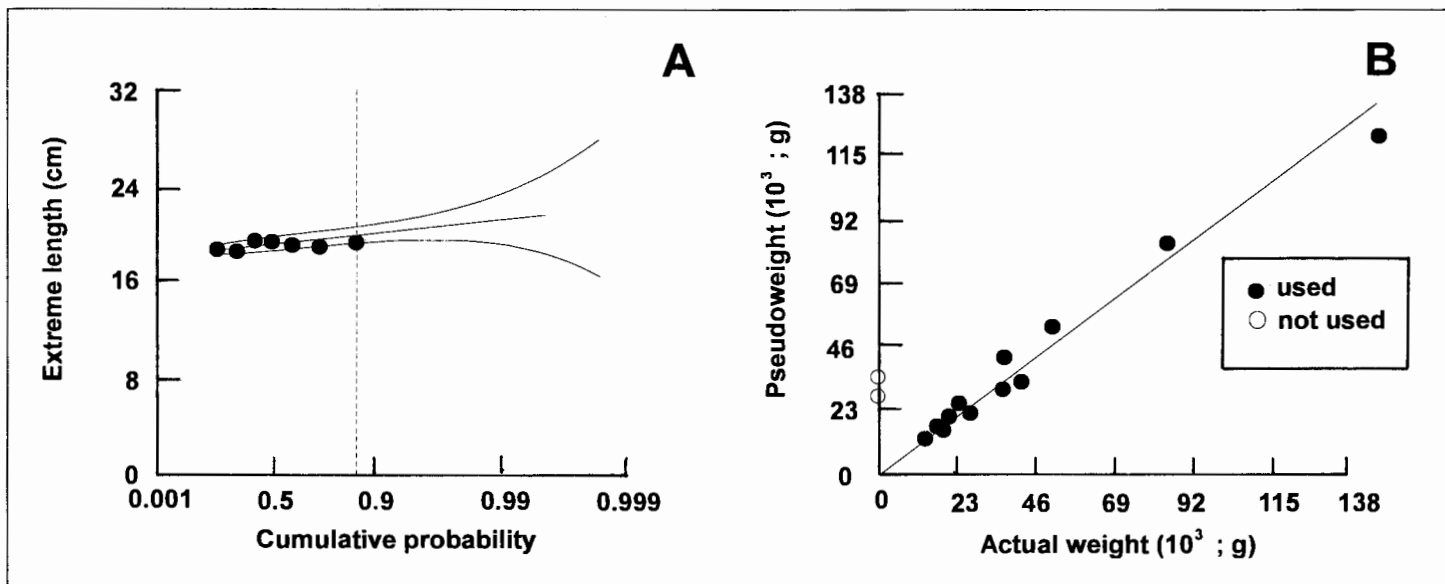 A
32
24
16
8
0
Extreme length (cm)
0.001 0.5 0.9 0.99 0.999
Cumulative probability
B
138
115
92
69
46
23
0
Pseudoweight (10³ ; g)
used
not used
0 23 46 69 92 115 138
Actual weight (10³ ; g)